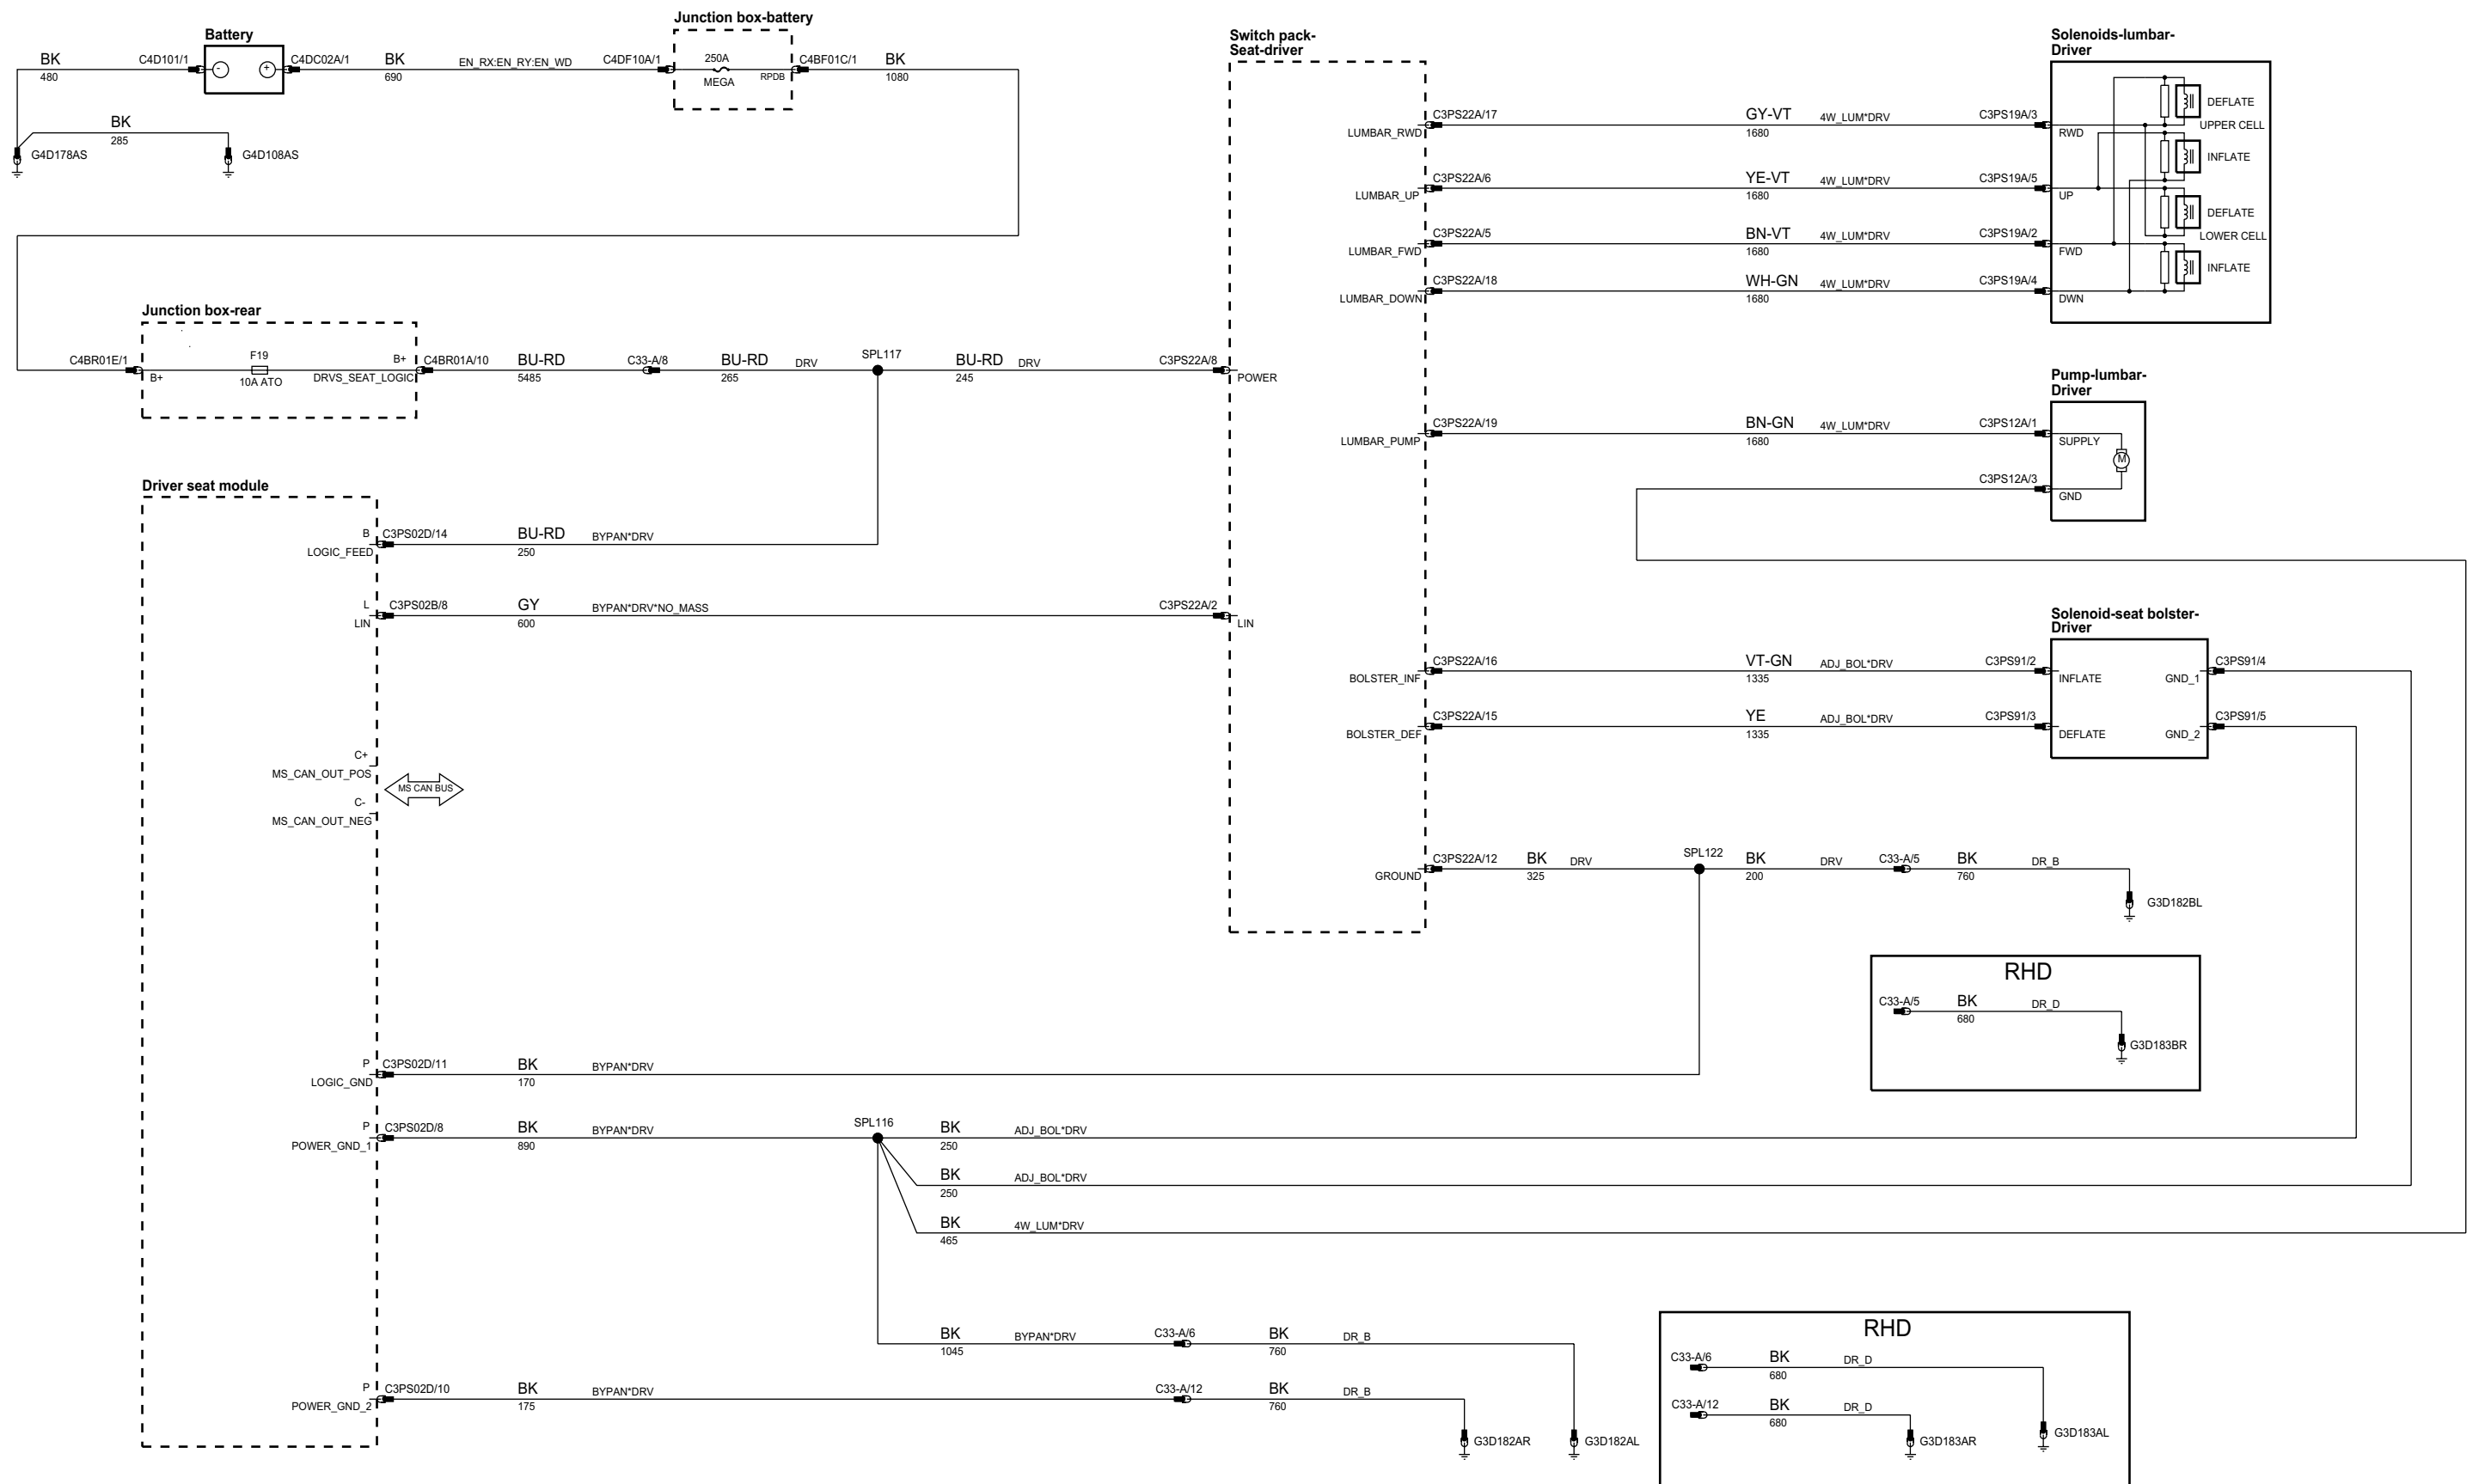 Junction box-battery
Battery
Switch pack-
Seat-driver
Solenoids-lumbar-
Driver
BK
480
C4D101/1
-
+
C4DC02A/1
BK
690
EN_RX:EN_RY:EN_WD
C4DF10A/1
250A
MEGA
RPDB
C4BF01C/1
BK
1080
BK
285
G4D178AS
G4D108AS
LUMBAR_RWD
C3PS22A/17
GY-VT
1680
4W_LUM*DRV
C3PS19A/3
RWD
DEFLATE
UPPER CELL
INFLATE
LUMBAR_UP
C3PS22A/6
YE-VT
1680
4W_LUM*DRV
C3PS19A/5
UP
DEFLATE
LOWER CELL
LUMBAR_FWD
C3PS22A/5
BN-VT
1680
4W_LUM*DRV
C3PS19A/2
FWD
INFLATE
LUMBAR_DOWN
C3PS22A/18
WH-GN
1680
4W_LUM*DRV
C3PS19A/4
DWN
Junction box-rear
C4BR01E/1
B+
F19
10A ATO
B+
DRVS_SEAT_LOGIC
C4BR01A/10
BU-RD
5485
C33-A/8
BU-RD
265
DRV
SPL117
BU-RD
245
DRV
C3PS22A/8
POWER
Pump-lumbar-
Driver
LUMBAR_PUMP
C3PS22A/19
BN-GN
1680
4W_LUM*DRV
C3PS12A/1
SUPPLY
M
C3PS12A/3
GND
Driver seat module
B
LOGIC_FEED
C3PS02D/14
BU-RD
250
BYPAN*DRV
L
LIN
C3PS02B/8
GY
600
BYPAN*DRV*NO_MASS
C3PS22A/2
LIN
Solenoid-seat bolster-
Driver
BOLSTER_INF
C3PS22A/16
VT-GN
1335
ADJ_BOL*DRV
C3PS91/2
INFLATE
GND_1
C3PS91/4
BOLSTER_DEF
C3PS22A/15
YE
1335
ADJ_BOL*DRV
C3PS91/3
DEFLATE
GND_2
C3PS91/5
C+
MS_CAN_OUT_POS
MS CAN BUS
C-
MS_CAN_OUT_NEG
GROUND
C3PS22A/12
BK
325
DRV
SPL122
BK
200
DRV
C33-A/5
BK
760
DR_B
G3D182BL
RHD
C33-A/5
BK
680
DR_D
G3D183BR
P
LOGIC_GND
C3PS02D/11
BK
170
BYPAN*DRV
P
POWER_GND_1
C3PS02D/8
BK
890
BYPAN*DRV
SPL116
BK
250
ADJ_BOL*DRV
BK
250
ADJ_BOL*DRV
BK
465
4W_LUM*DRV
BK
1045
BYPAN*DRV
C33-A/6
BK
760
DR_B
P
POWER_GND_2
C3PS02D/10
BK
175
BYPAN*DRV
C33-A/12
BK
760
DR_B
G3D182AR
G3D182AL
RHD
C33-A/6
BK
680
DR_D
C33-A/12
BK
680
DR_D
G3D183AR
G3D183AL